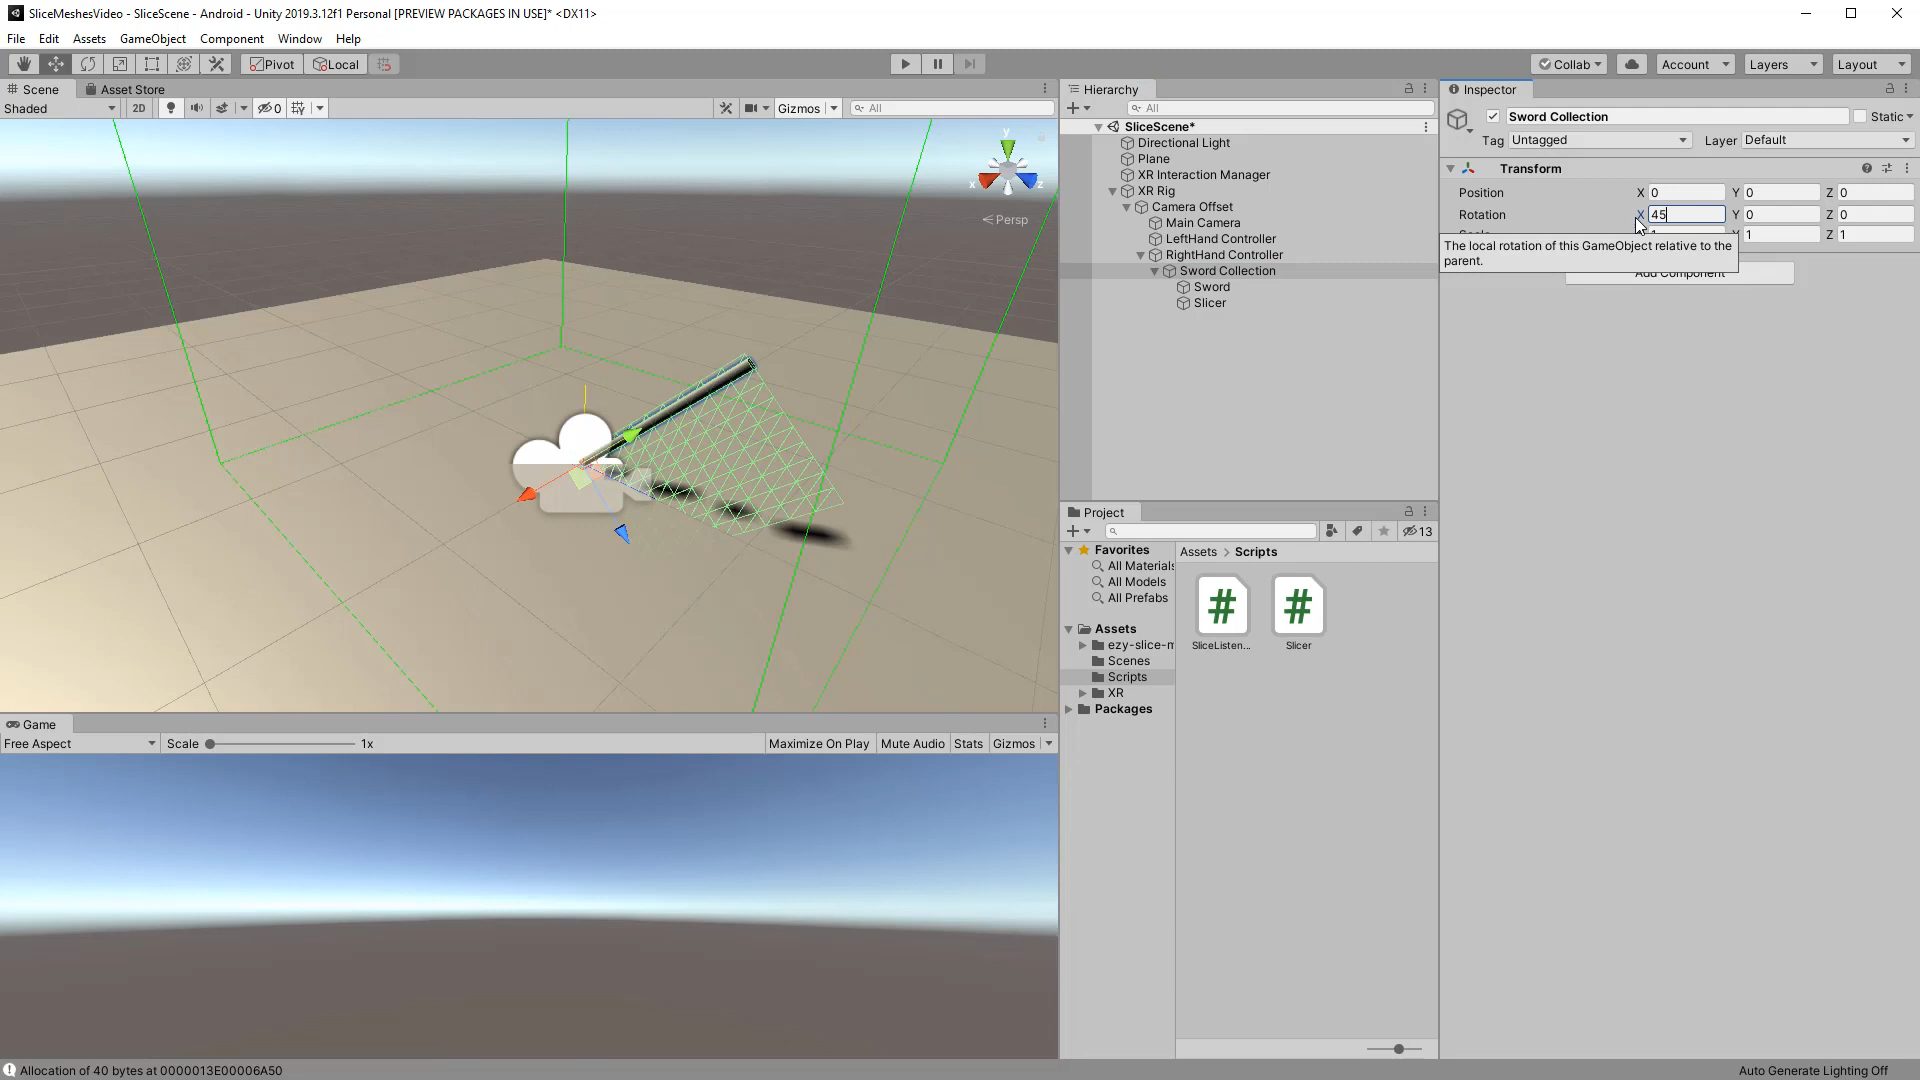 SliceMeshesVideo - SliceScene - Android - Unity 2019.3.12f1 Personal [PREVIEW PACKAGES IN USE]* <DX11>
File Edit Assets GameObject Component Window Help
Pivot Local Collab Account Layers Layout
Scene Asset Store
Shaded 2D 0 Gizmos All
y x z
Persp
Hierarchy
All
SliceScene*
Directional Light
Plane
XR Interaction Manager
XR Rig
Camera Offset
Main Camera
LeftHand Controller
RightHand Controller
Sword Collection
Sword
Slicer
Inspector
Sword Collection Static
Tag Untagged Layer Default
Transform
Position X 0 Y 0 Z 0
Rotation X 45 Y 0 Z 0
Y 1 Z 1
The local rotation of this GameObject relative to the
parent.
Add Component
Project
13
Favorites
All Materials
All Models
All Prefabs
Assets
ezy-slice-m
Scenes
Scripts
XR
Packages
Assets > Scripts
# #
SliceListen... Slicer
Game
Free Aspect Scale 1x Maximize On Play Mute Audio Stats Gizmos
Allocation of 40 bytes at 0000013E00006A50
Auto Generate Lighting Off